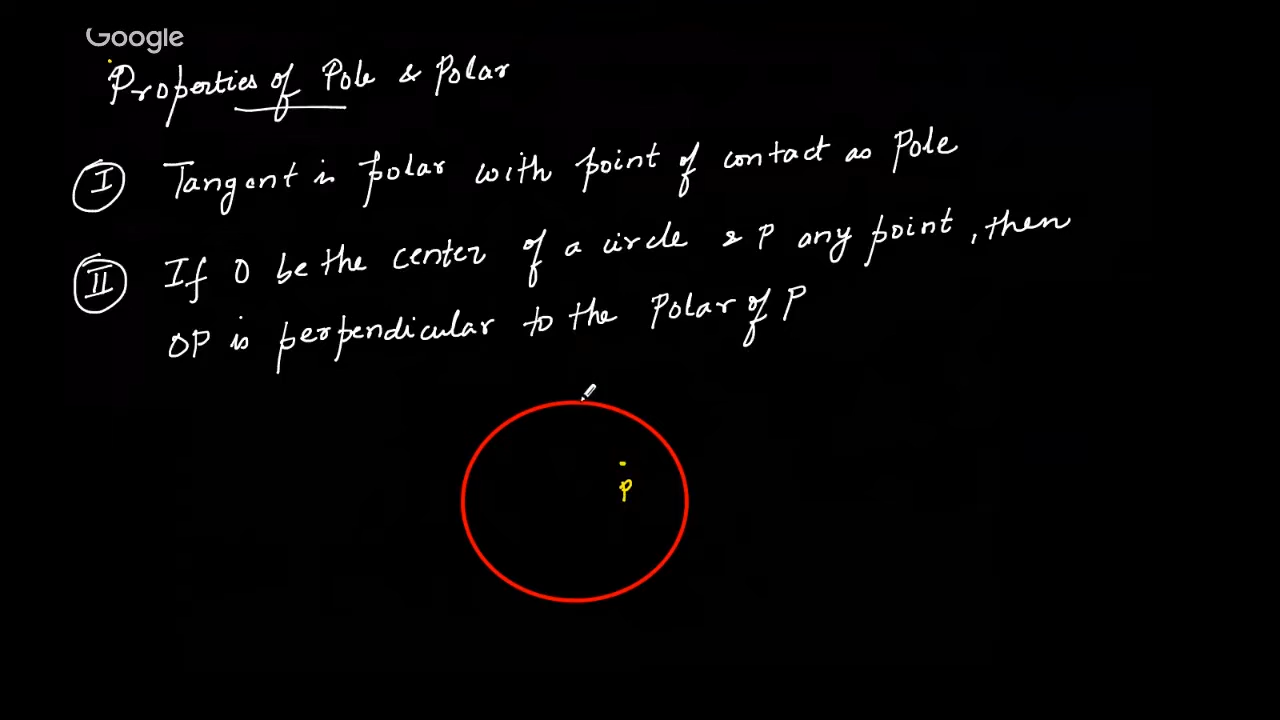 Google
Properties of Pole & Polar
I Tangent is polar with point of contact as Pole
II If O be the center of a circle & P any point, then
OP is perpendicular to the Polar of P
P